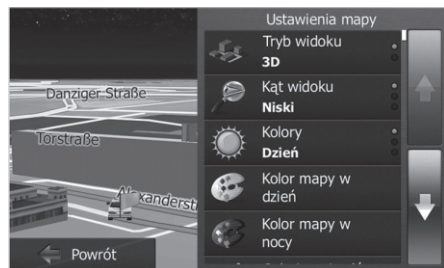 Ustawienia mapy
Danziger Straße
Torstraße
Powrót
Tryb widoku
3D
Kąt widoku
Niski
Kolory
Dzień
Kolor mapy w
dzień
Kolor mapy w
nocy